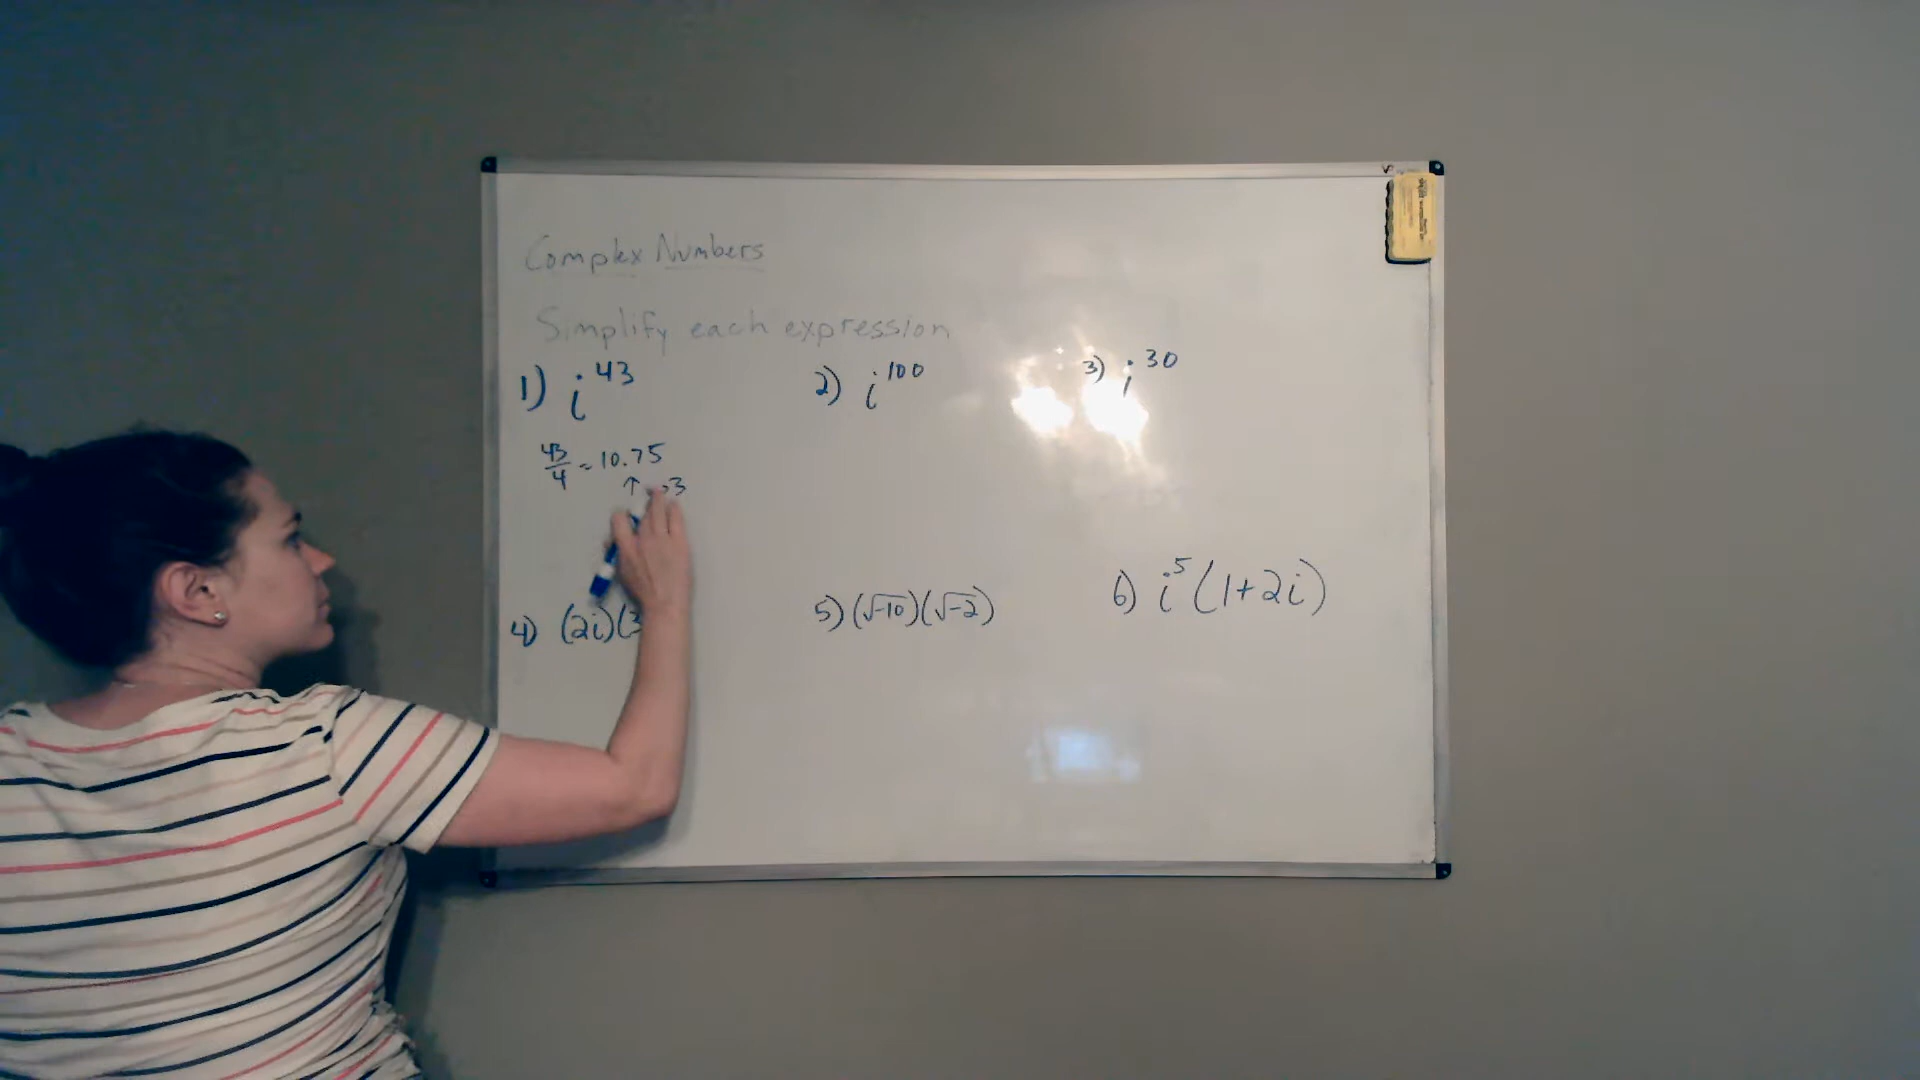 Complex Numbers
Simplify each expression
1) i^43
2) i^100
3) i^30
43/4 = 10.75
↑ 3
4) (2i)(3
5) (√-10)(√-2)
6) i^5(1+2i)